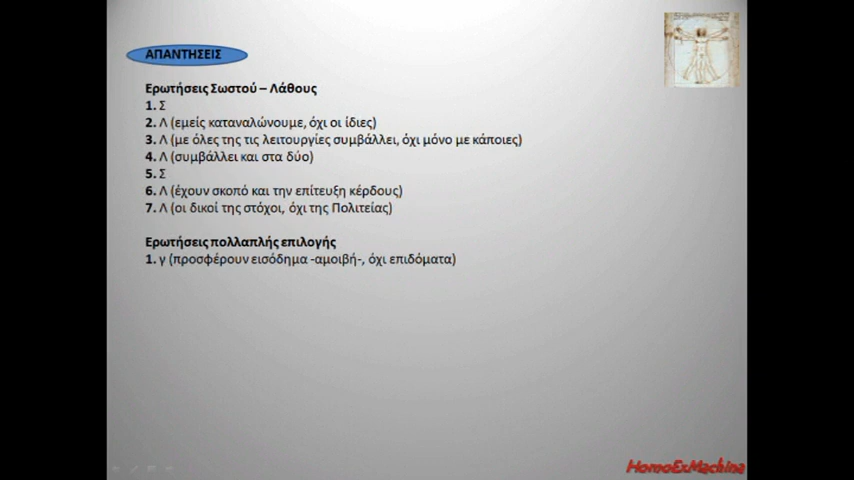 ΑΠΑΝΤΗΣΕΙΣ
Ερωτήσεις Σωστού – Λάθους
1. Σ
2. Λ (εμείς καταναλώνουμε, όχι οι ίδιες)
3. Λ (με όλες της τις λειτουργίες συμβάλλει, όχι μόνο με κάποιες)
4. Λ (συμβάλλει και στα δύο)
5. Σ
6. Λ (έχουν σκοπό και την επίτευξη κέρδους)
7. Λ (οι δικοί της στόχοι, όχι της Πολιτείας)
Ερωτήσεις πολλαπλής επιλογής
1. γ (προσφέρουν εισόδημα -αμοιβή-, όχι επιδόματα)
HomoExMachina